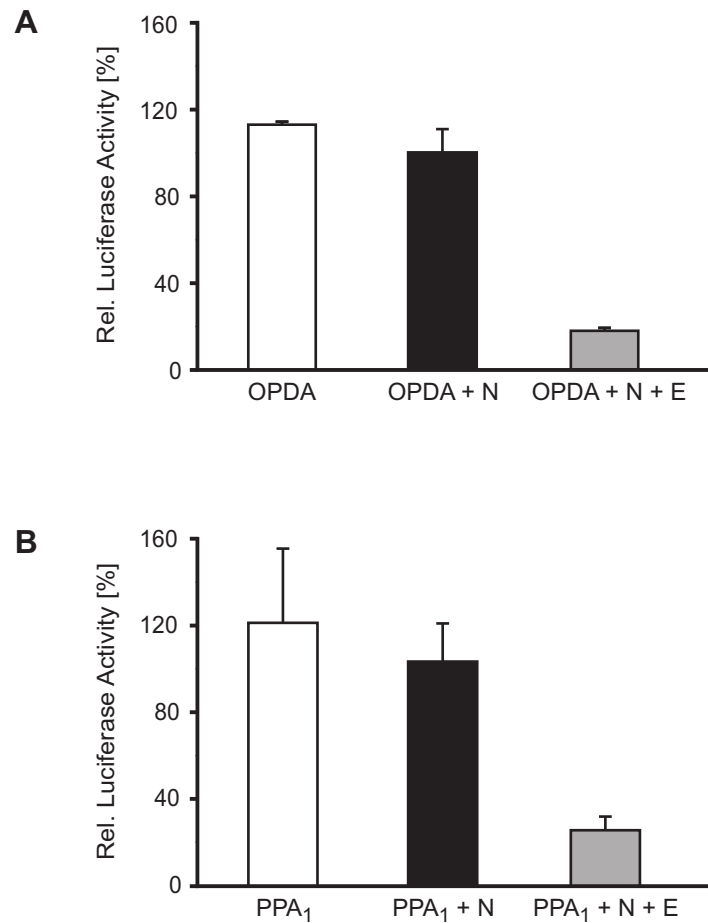 A
Rel. Luciferase Activity [%]
160
120
80
40
0
OPDA
OPDA + N
OPDA + N + E
B
Rel. Luciferase Activity [%]
160
120
80
40
0
PPA₁
PPA₁ + N
PPA₁ + N + E